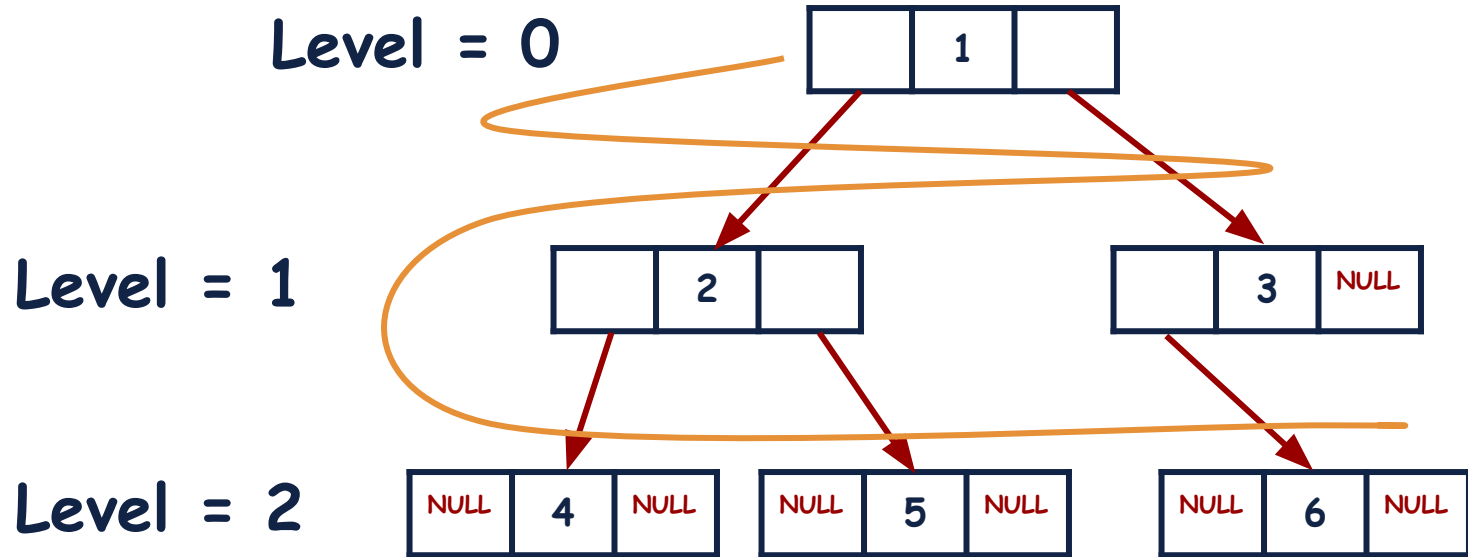 Level = 0
1
Level = 1
2
3 NULL
Level = 2
NULL 4 NULL
NULL 5 NULL
NULL 6 NULL